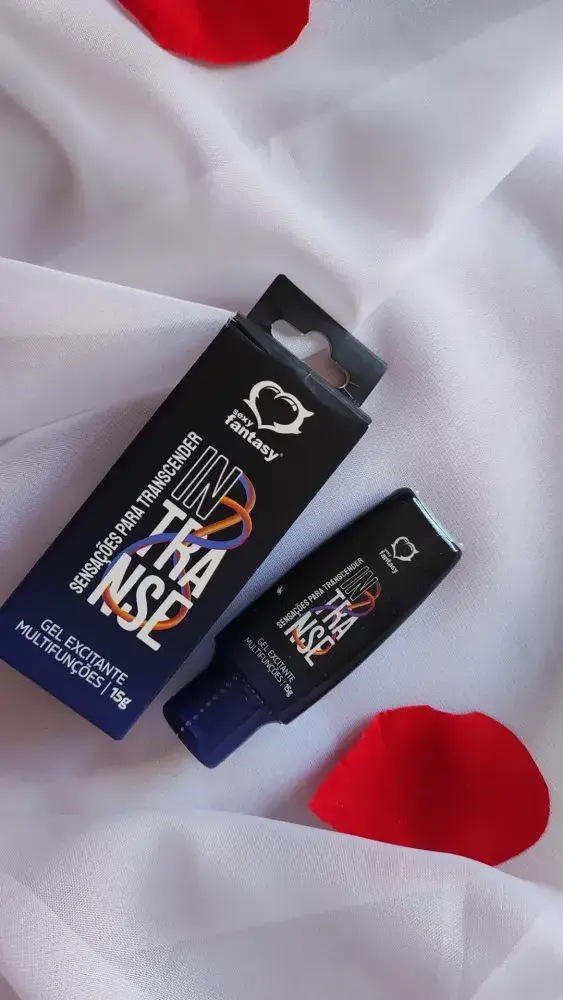 sexy
fantasy®
SENSAÇÕES PARA TRANSCENDER
IN
TRA
NSE
GEL EXCITANTE
MULTIFUNÇÕES | 15g
sexy
fantasy
SENSAÇÕES PARA TRANSCENDER
IN
TRA
NSE
GEL EXCITANTE
MULTIFUNÇÕES | 15g